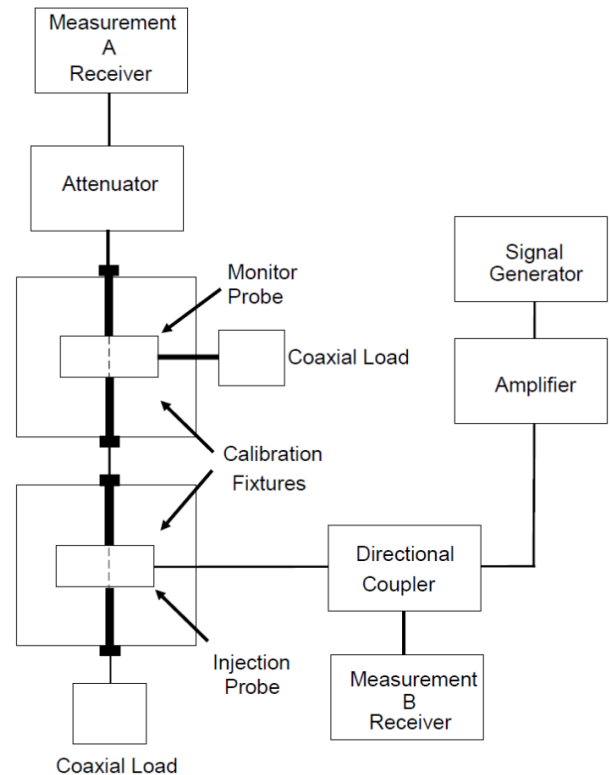 Measurement
A
Receiver
Attenuator
Monitor
Probe
Coaxial Load
Signal
Generator
Amplifier
Calibration
Fixtures
Directional
Coupler
Injection
Probe
Measurement
B
Receiver
Coaxial Load